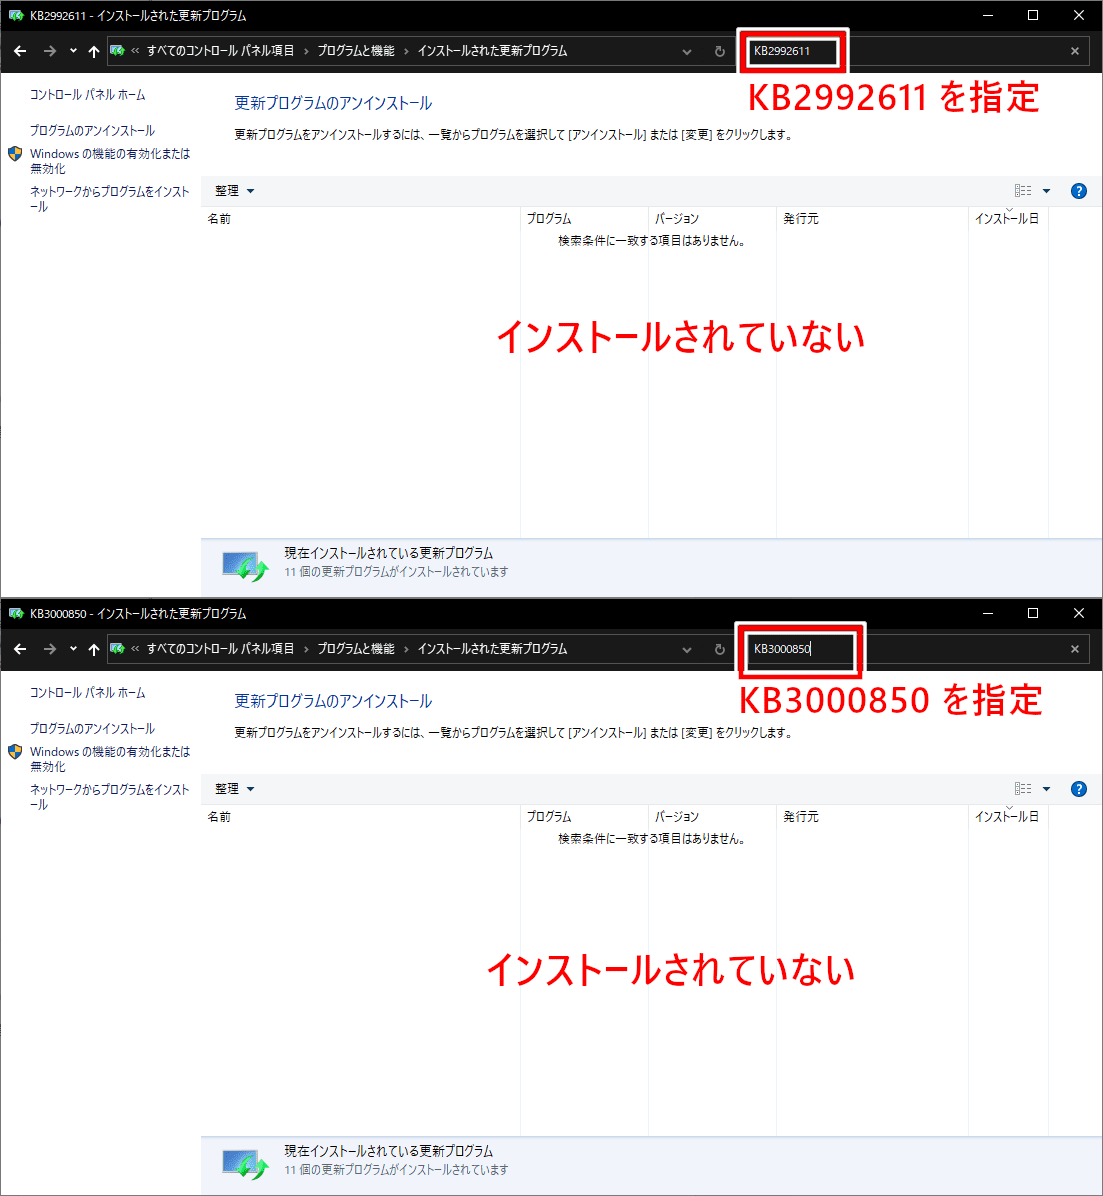 KB2992611 - インストールされた更新プログラム
すべてのコントロール パネル項目 › プログラムと機能 › インストールされた更新プログラム
KB2992611
KB2992611 を指定
コントロール パネル ホーム
プログラムのアンインストール
Windows の機能の有効化または
無効化
ネットワークからプログラムをインスト
ール
更新プログラムのアンインストール
更新プログラムをアンインストールするには、一覧からプログラムを選択して [アンインストール] または [変更] をクリックします。
整理
名前 プログラム バージョン 発行元 インストール日
検索条件に一致する項目はありません。
インストールされていない
現在インストールされている更新プログラム
11 個の更新プログラムがインストールされています
KB3000850 - インストールされた更新プログラム
すべてのコントロール パネル項目 › プログラムと機能 › インストールされた更新プログラム
KB3000850
KB3000850 を指定
コントロール パネル ホーム
プログラムのアンインストール
Windows の機能の有効化または
無効化
ネットワークからプログラムをインスト
ール
更新プログラムのアンインストール
更新プログラムをアンインストールするには、一覧からプログラムを選択して [アンインストール] または [変更] をクリックします。
整理
名前 プログラム バージョン 発行元 インストール日
検索条件に一致する項目はありません。
インストールされていない
現在インストールされている更新プログラム
11 個の更新プログラムがインストールされています